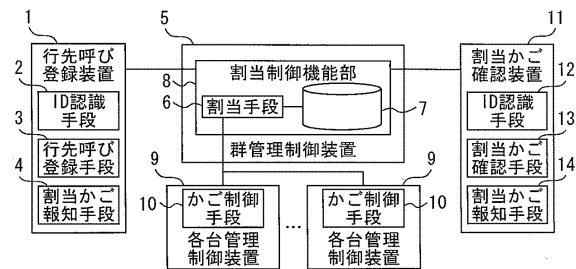 1
行先呼び
登録装置
2
ID認識
手段
3
行先呼び
登録手段
4
割当かご
報知手段
5
割当制御機能部
8
6
割当手段
7
群管理制御装置
9
10
かご制御
手段
各台管理
制御装置
…
9
かご制御
手段
10
各台管理
制御装置
11
割当かご
確認装置
ID認識
手段
12
割当かご
確認手段
13
割当かご
報知手段
14